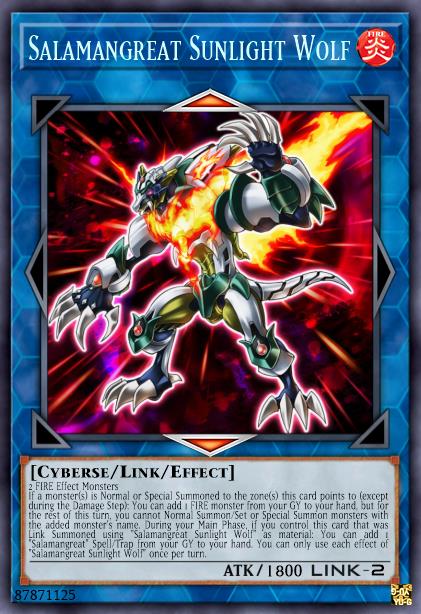 SALAMANGREAT SUNLIGHT WOLF
FIRE
炎
[CYBERSE/LINK/EFFECT]
2 FIRE Effect Monsters
If a monster(s) is Normal or Special Summoned to the zone(s) this card points to (except
during the Damage Step): You can add 1 FIRE monster from your GY to your hand, but for
the rest of this turn, you cannot Normal Summon/Set or Special Summon monsters with
the added monster's name. During your Main Phase, if you control this card that was
Link Summoned using "Salamangreat Sunlight Wolf" as material: You can add 1
"Salamangreat" Spell/Trap from your GY to your hand. You can only use each effect of
"Salamangreat Sunlight Wolf" once per turn.
ATK/1800 LINK-2
87871125